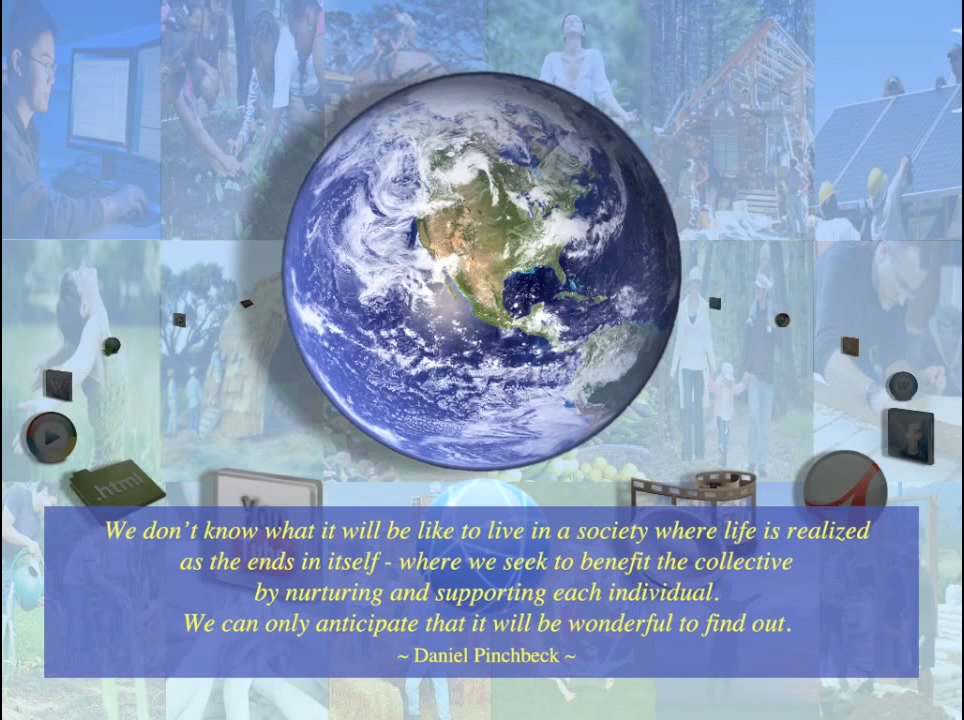 .html
You
We don't know what it will be like to live in a society where life is realized
as the ends in itself - where we seek to benefit the collective
by nurturing and supporting each individual.
We can only anticipate that it will be wonderful to find out.
~ Daniel Pinchbeck ~